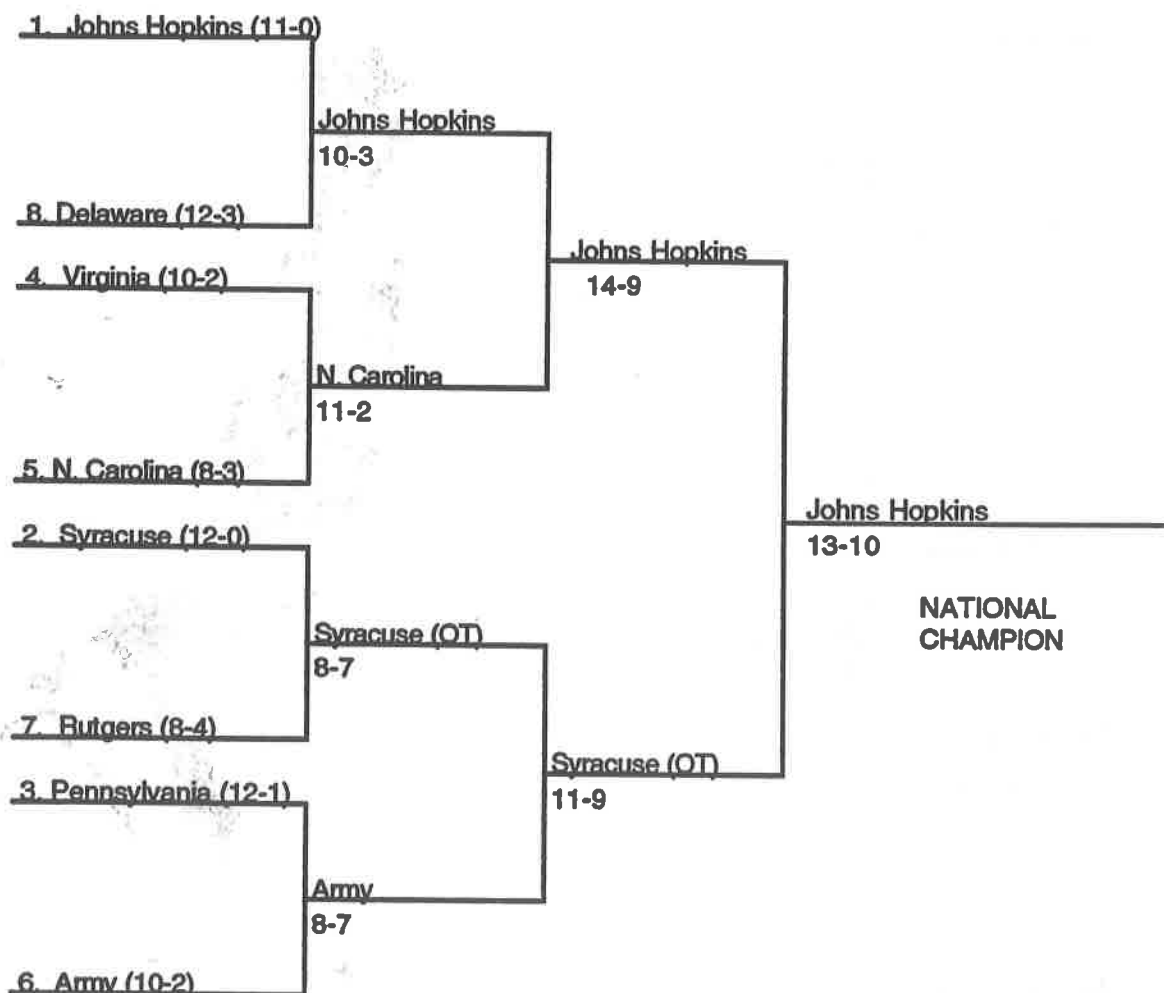 1. Johns Hopkins (11-0)
Johns Hopkins
10-3
8. Delaware (12-3)
Johns Hopkins
14-9
4. Virginia (10-2)
N. Carolina
11-2
5. N. Carolina (8-3)
Johns Hopkins
13-10
2. Syracuse (12-0)
NATIONAL
CHAMPION
Syracuse (OT)
8-7
7. Rutgers (8-4)
Syracuse (OT)
11-9
3. Pennsylvania (12-1)
Army
8-7
6. Army (10-2)